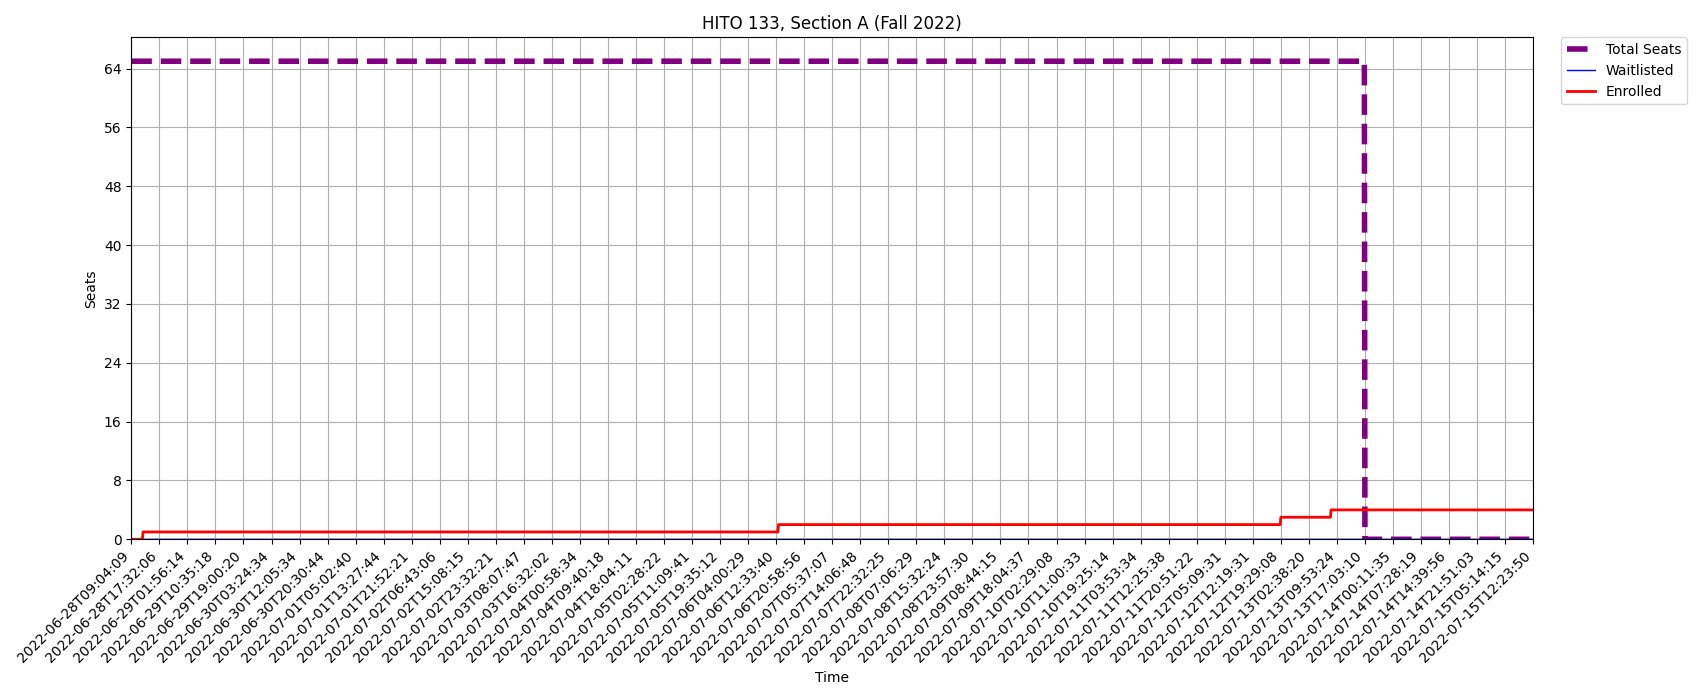 HITO 133, Section A (Fall 2022)
Total Seats
Waitlisted
Enrolled
64
56
48
40
32
24
16
8
0
Seats
2022-06-28T09:04:09
2022-06-28T17:32:06
2022-06-29T01:56:14
2022-06-29T10:35:18
2022-06-29T19:00:20
2022-06-30T03:24:34
2022-06-30T12:05:34
2022-06-30T20:30:44
2022-07-01T05:02:40
2022-07-01T13:27:44
2022-07-01T21:52:21
2022-07-02T06:43:06
2022-07-02T15:08:15
2022-07-02T23:32:21
2022-07-03T08:07:47
2022-07-03T16:32:02
2022-07-04T00:58:34
2022-07-04T09:40:18
2022-07-04T18:04:11
2022-07-05T02:28:22
2022-07-05T11:09:41
2022-07-05T19:35:12
2022-07-06T04:00:29
2022-07-06T12:33:40
2022-07-06T20:58:56
2022-07-07T05:37:07
2022-07-07T14:06:48
2022-07-07T22:32:25
2022-07-08T07:06:29
2022-07-08T15:32:24
2022-07-08T23:57:30
2022-07-09T08:44:15
2022-07-09T18:04:37
2022-07-10T02:29:08
2022-07-10T11:00:33
2022-07-10T19:25:14
2022-07-11T03:53:34
2022-07-11T12:25:38
2022-07-11T20:51:22
2022-07-12T05:09:31
2022-07-12T12:19:31
2022-07-12T19:29:08
2022-07-13T02:38:20
2022-07-13T09:53:24
2022-07-13T17:03:10
2022-07-14T00:11:35
2022-07-14T07:28:19
2022-07-14T14:39:56
2022-07-14T21:51:03
2022-07-15T05:14:15
2022-07-15T12:23:50
Time